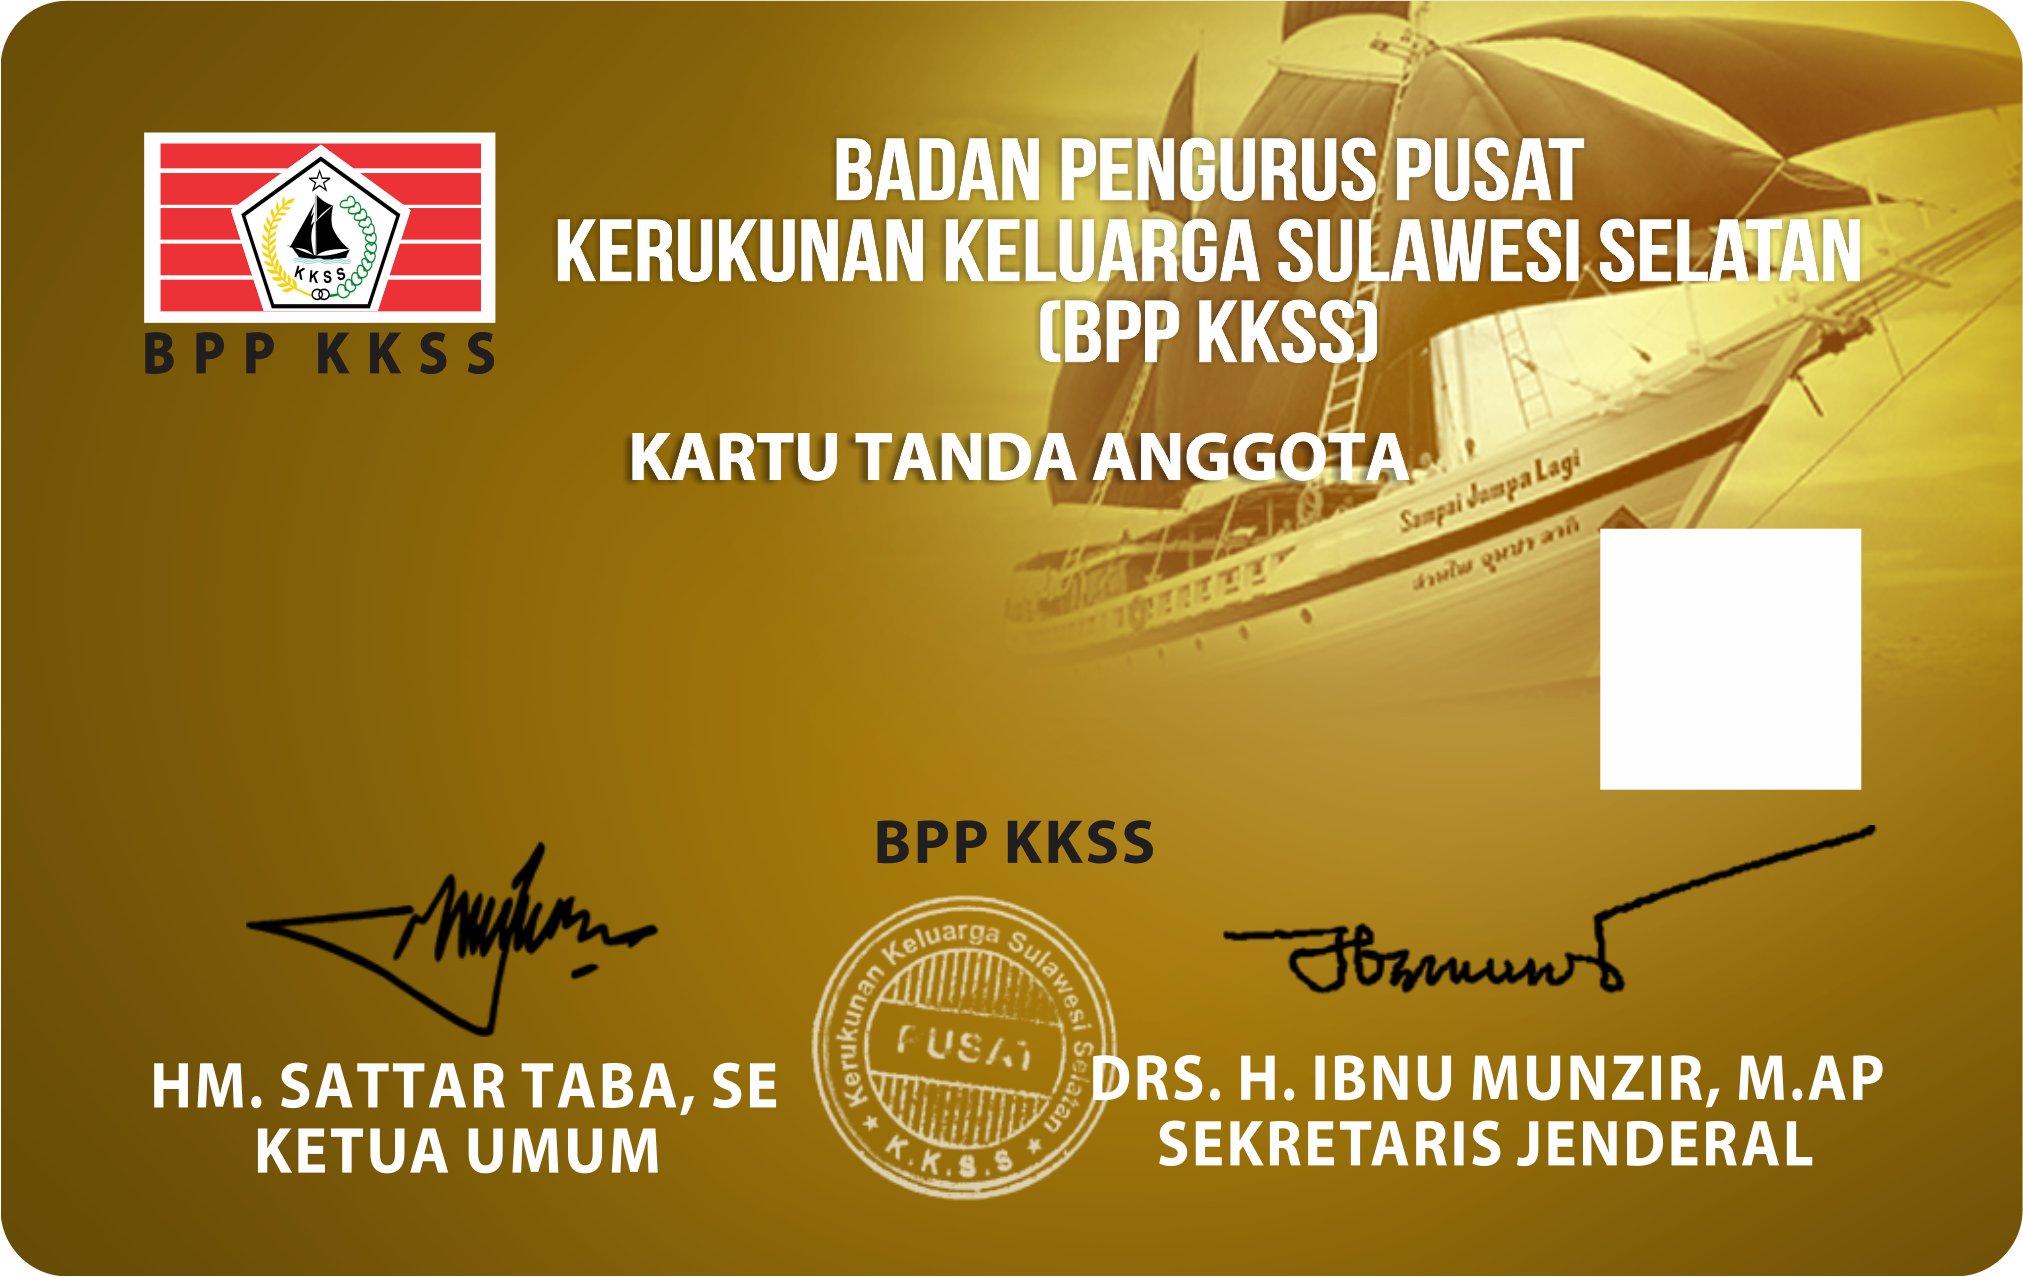 KKSS
BPP KKSS
BADAN PENGURUS PUSAT
KERUKUNAN KELUARGA SULAWESI SELATAN
(BPP KKSS)
KARTU TANDA ANGGOTA
Sampai Jumpa Lagi
BPP KKSS
Kerukunan Keluarga Sulawesi Selatan
PUSAT
★ K.K.S.S ★
HM. SATTAR TABA, SE
KETUA UMUM
DRS. H. IBNU MUNZIR, M.AP
SEKRETARIS JENDERAL